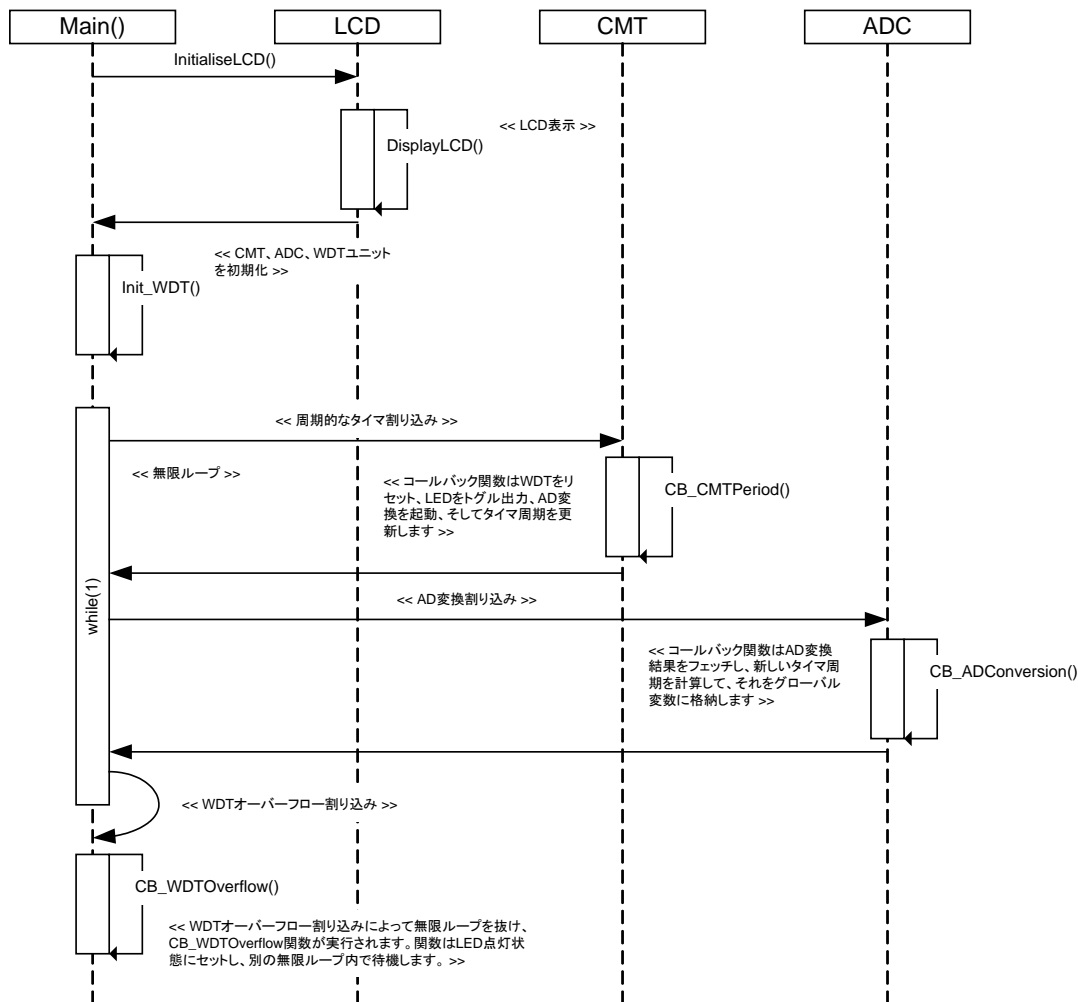 Main()
LCD
CMT
ADC
InitialiseLCD()
<< LCD表示 >>
DisplayLCD()
<< CMT、ADC、WDTユニット
を初期化 >>
Init_WDT()
<< 周期的なタイマ割り込み >>
<< 無限ループ >>
<< コールバック関数はWDTをリ
セット、LEDをトグル出力、AD変
換を起動、そしてタイマ周期を更
新します >>
CB_CMTPeriod()
while(1)
<< AD変換割り込み >>
<< コールバック関数はAD変換
結果をフェッチし、新しいタイマ周
期を計算して、それをグローバル
変数に格納します >>
CB_ADConversion()
<< WDTオーバーフロー割り込み >>
CB_WDTOverflow()
<< WDTオーバーフロー割り込みによって無限ループを抜け、
CB_WDTOverflow関数が実行されます。関数はLED点灯状
態にセットし、別の無限ループ内で待機します。 >>